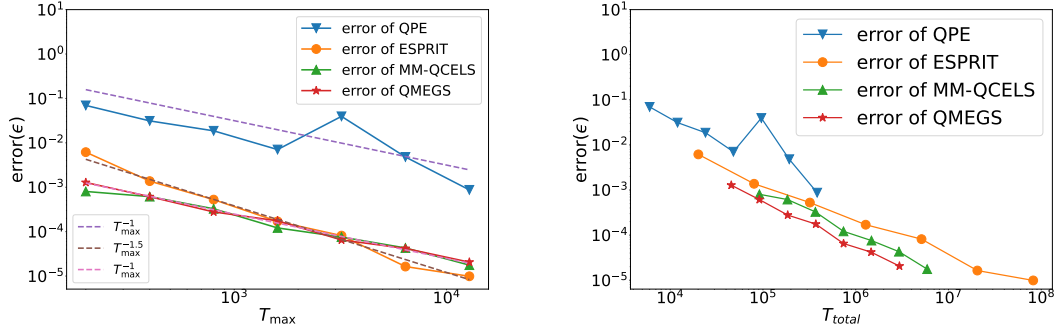 10^1
10^0
10^-1
10^-2
10^-3
10^-4
10^-5
error(ϵ)
error of QPE
error of ESPRIT
error of MM-QCELS
error of QMEGS
T_max^-1
T_max^-1.5
T_max^-1
10^3
10^4
T_max
10^1
10^0
10^-1
10^-2
10^-3
10^-4
10^-5
error(ϵ)
error of QPE
error of ESPRIT
error of MM-QCELS
error of QMEGS
10^4
10^5
10^6
10^7
10^8
T_total